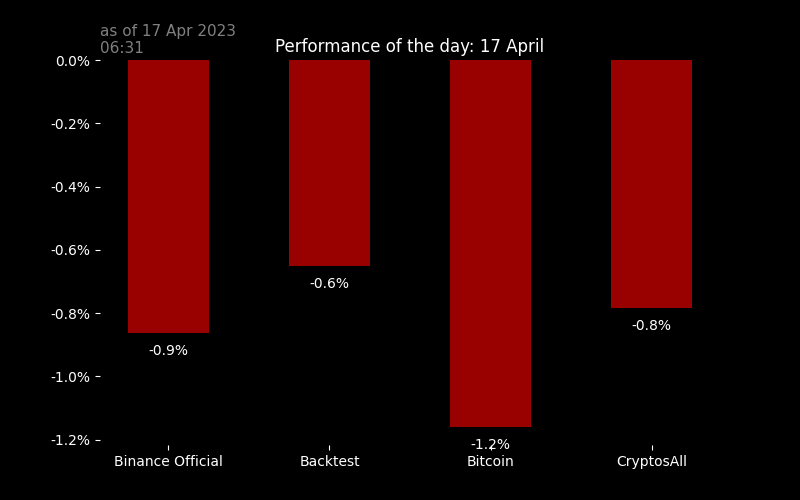 as of 17 Apr 2023
06:31
Performance of the day: 17 April
0.0%
-0.2%
-0.4%
-0.6%
-0.8%
-1.0%
-1.2%
-0.9%
-0.6%
-1.2%
-0.8%
Binance Official
Backtest
Bitcoin
CryptosAll